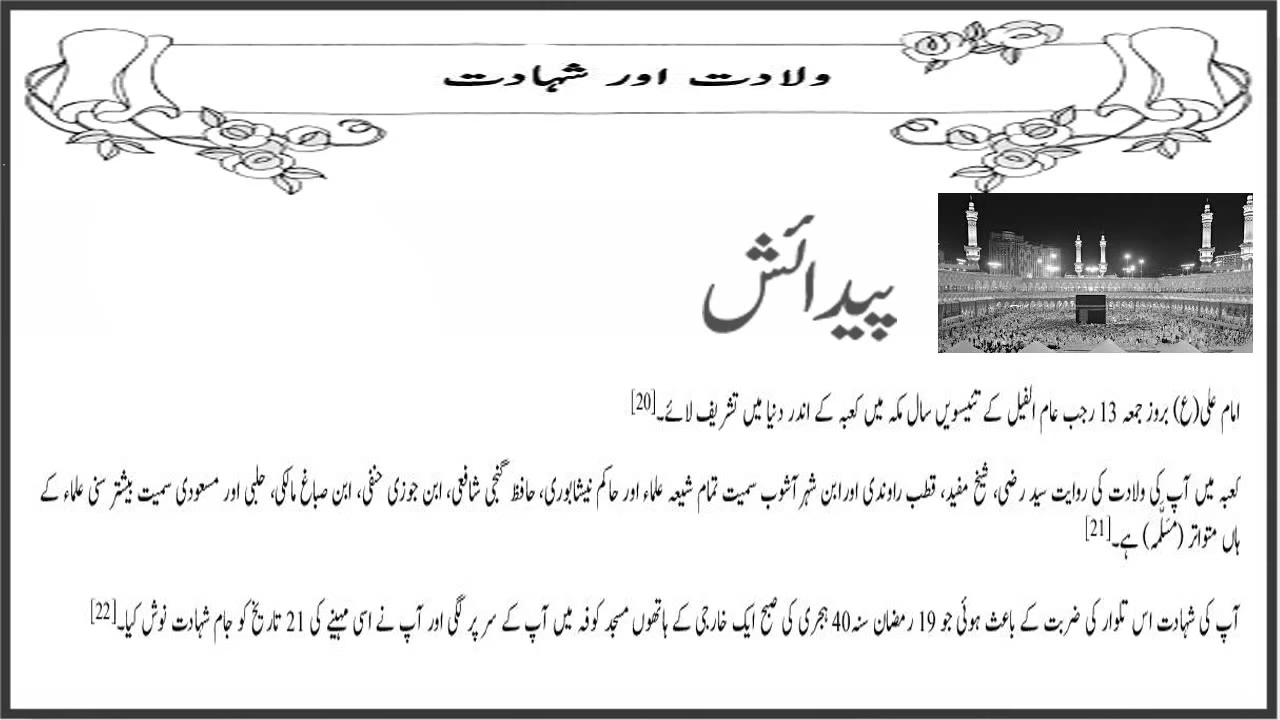 ولادت اور شہادت
پیدائش
امام علی(ع) بروز جمعہ 13 رجب عام الفیل کے تئیسویں سال مکہ میں کعبہ کے اندر دنیا میں تشریف لائے۔[20]
کعبہ میں آپ کی ولادت کی روایت سید رضی، شیخ مفید، قطب راوندی اور ابن شہر آشوب سمیت تمام شیعہ علماء اور حاکم نیشابوری، حافظ گنجی شافعی، ابن جوزی حنفی، ابن صباغ مالکی، حلبی اور مسعودی سمیت بیشتر سنی علماء کے
ہاں متواتر (مسَلَّمہ) ہے۔[21]
آپ کی شہادت اس تلوار کی ضربت کے باعث ہوئی جو 19 رمضان سنہ 40 ہجری کی صبح ایک خارجی کے ہاتھوں مسجد کوفہ میں آپ کے سر پر لگی اور آپ نے اسی مہینے کی 21 تاریخ کو جام شہادت نوش کیا۔[22]